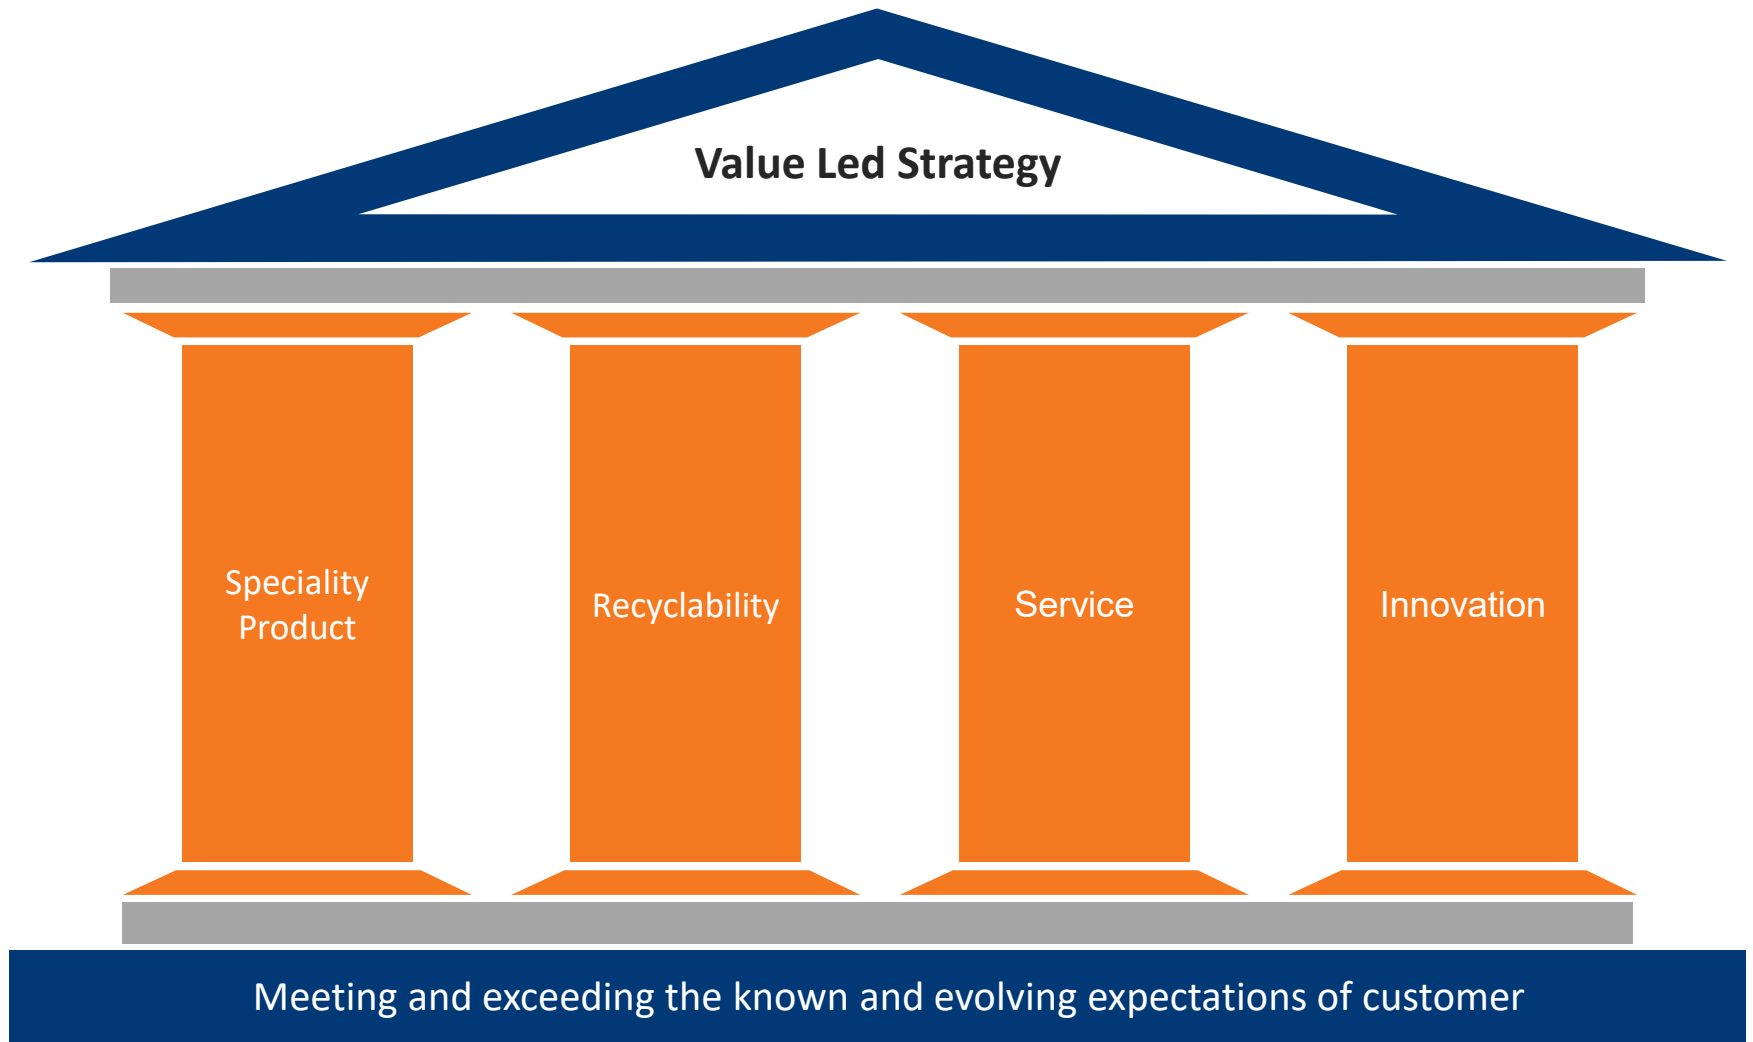 Value Led Strategy
Speciality
Product
Recyclability
Service
Innovation
Meeting and exceeding the known and evolving expectations of customer